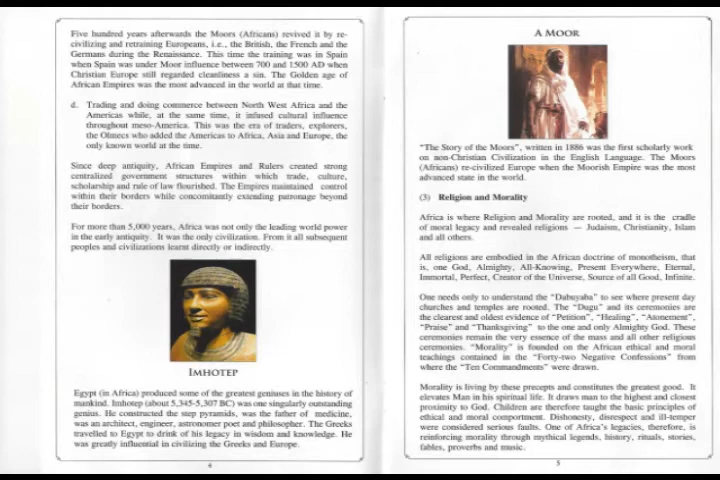 Five hundred years afterwards the Moors (Africans) revived it by re-
civilizing and retraining Europeans, i.e., the British, the French and the
Germans during the Renaissance. This time the training was in Spain
when Spain was under Moor influence between 700 and 1500 AD when
Christian Europe still regarded cleanliness a sin. The Golden age of
African Empires was the most advanced in the world at that time.
d. Trading and doing commerce between North West Africa and the
Americas while, at the same time, it infused cultural influence
throughout meso-America. This was the era of traders, explorers,
the Olmecs who added the Americas to Africa, Asia and Europe, the
only known world at the time.
Since deep antiquity, African Empires and Rulers created strong
centralized government structures within which trade, culture,
scholarship and rule of law flourished. The Empires maintained control
within their borders while concomitantly extending patronage beyond
their borders.
For more than 5,000 years, Africa was not only the leading world power
in the early antiquity. It was the only civilization. From it all subsequent
peoples and civilizations learnt directly or indirectly.
IMHOTEP
Egypt (in Africa) produced some of the greatest geniuses in the history of
mankind. Imhotep (about 5,345-5,307 BC) was one singularly outstanding
genius. He constructed the step pyramids, was the father of medicine,
was an architect, engineer, astronomer poet and philosopher. The Greeks
travelled to Egypt to drink of his legacy in wisdom and knowledge. He
was greatly influential in civilizing the Greeks and Europe.
4
A MOOR
"The Story of the Moors", written in 1886 was the first scholarly work
on non-Christian Civilization in the English Language. The Moors
(Africans) re-civilized Europe when the Moorish Empire was the most
advanced state in the world.
(3) Religion and Morality
Africa is where Religion and Morality are rooted, and it is the cradle
of moral legacy and revealed religions — Judaism, Christianity, Islam
and all others.
All religions are embodied in the African doctrine of monotheism, that
is, one God, Almighty, All-Knowing, Present Everywhere, Eternal,
Immortal, Perfect, Creator of the Universe, Source of all Good, Infinite.
One needs only to understand the "Dabuyaba" to see where present day
churches and temples are rooted. The "Dugu" and its ceremonies are
the clearest and oldest evidence of "Petition", "Healing", "Atonement",
"Praise" and "Thanksgiving" to the one and only Almighty God. These
ceremonies remain the very essence of the mass and all other religious
ceremonies. "Morality" is founded on the African ethical and moral
teachings contained in the "Forty-two Negative Confessions" from
where the "Ten Commandments" were drawn.
Morality is living by these precepts and constitutes the greatest good. It
elevates Man in his spiritual life. It draws man to the highest and closest
proximity to God. Children are therefore taught the basic principles of
ethical and moral comportment. Dishonesty, disrespect and ill-temper
were considered serious faults. One of Africa's legacies, therefore, is
reinforcing morality through mythical legends, history, rituals, stories,
fables, proverbs and music.
5